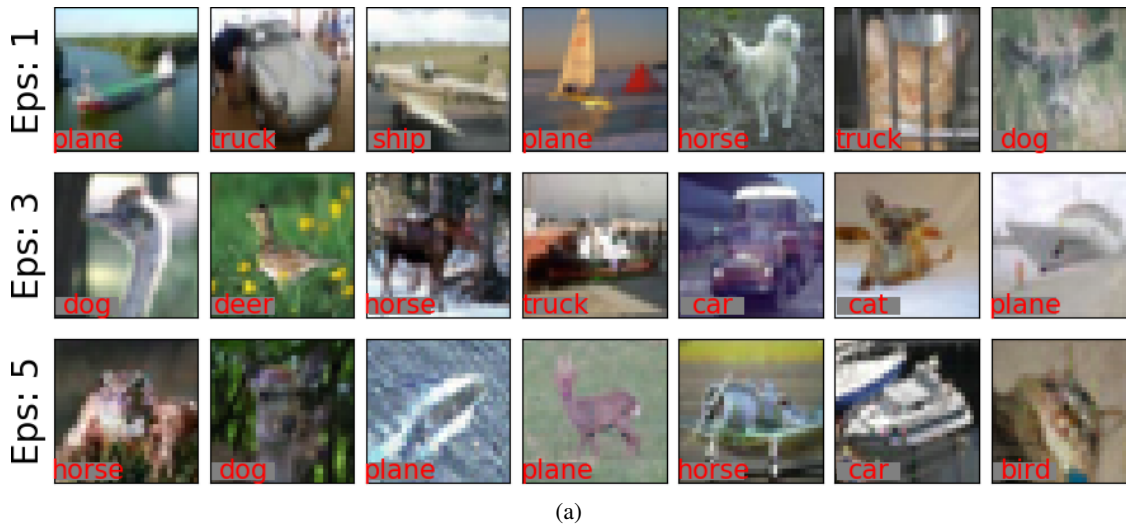 Eps: 1
plane truck ship plane horse truck dog
Eps: 3
dog deer horse truck car cat plane
Eps: 5
horse dog plane plane horse car bird
(a)